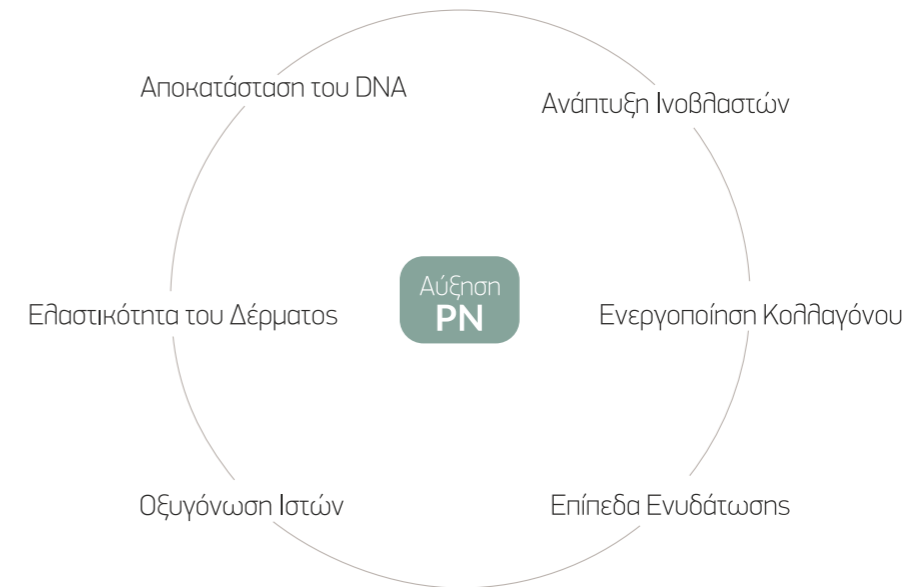 Αποκατάσταση του DNA
Ανάπτυξη Ινοβλαστών
Αύξηση
PN
Ελαστικότητα του Δέρματος
Ενεργοποίηση Κολλαγόνου
Οξυγόνωση Ιστών
Επίπεδα Ενυδάτωσης